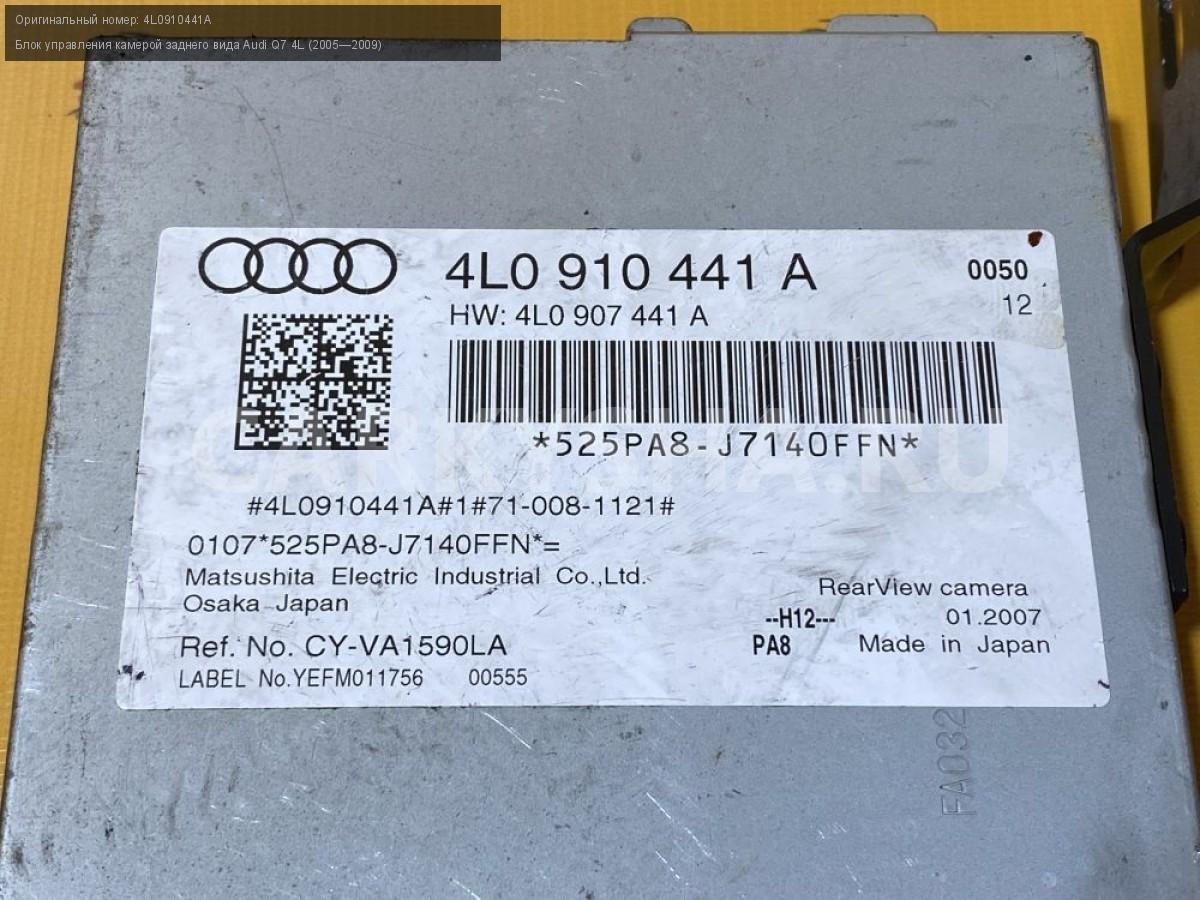 Оригинальный номер: 4L0910441A
Блок управления камерой заднего вида Audi Q7 4L (2005—2009)
4L0 910 441 A
0050
HW: 4L0 907 441 A
12
*525PA8-J7140FFN*
CARKYSHA.RU
#4L0910441A#1#71-008-1121#
0107*525PA8-J7140FFN*=
Matsushita Electric Industrial Co.,Ltd.
Osaka Japan
RearView camera
--H12---
01.2007
Ref. No. CY-VA1590LA
PA8
Made in Japan
LABEL No.YEFM011756
00555
FA032